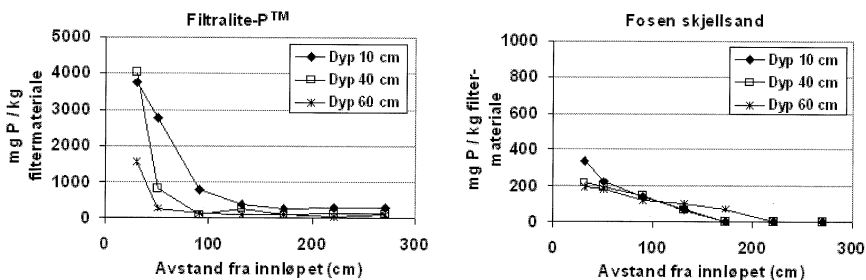 Filtralite-P™
mg P / kg
filtermateriale
5000
4000
3000
2000
1000
0
0
100
200
300
Dyp 10 cm
Dyp 40 cm
Dyp 60 cm
Avstand fra innløpet (cm)
Fosen skjellsand
mg P / kg filter-
materiale
1000
800
600
400
200
0
0
100
200
300
Dyp 10 cm
Dyp 40 cm
Dyp 60 cm
Avstand fra innløpet (cm)